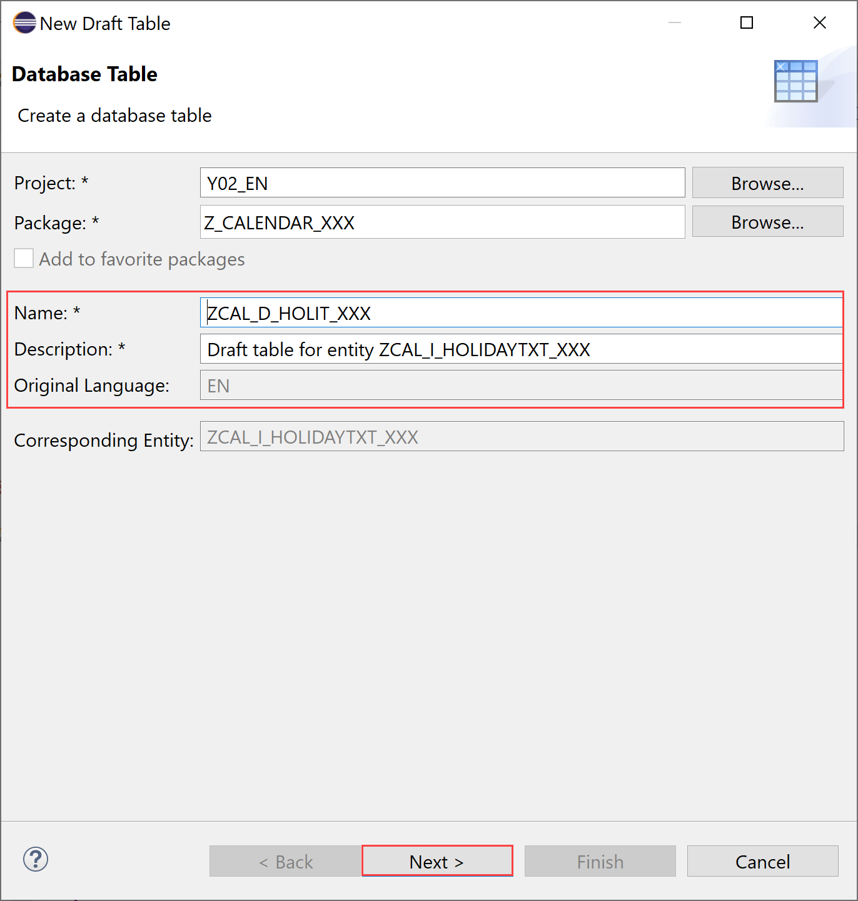 New Draft Table
Database Table
Create a database table
Project: * Y02_EN Browse...
Package: * Z_CALENDAR_XXX Browse...
Add to favorite packages
Name: * ZCAL_D_HOLIT_XXX
Description: * Draft table for entity ZCAL_I_HOLIDAYTXT_XXX
Original Language: EN
Corresponding Entity: ZCAL_I_HOLIDAYTXT_XXX
? < Back Next > Finish Cancel